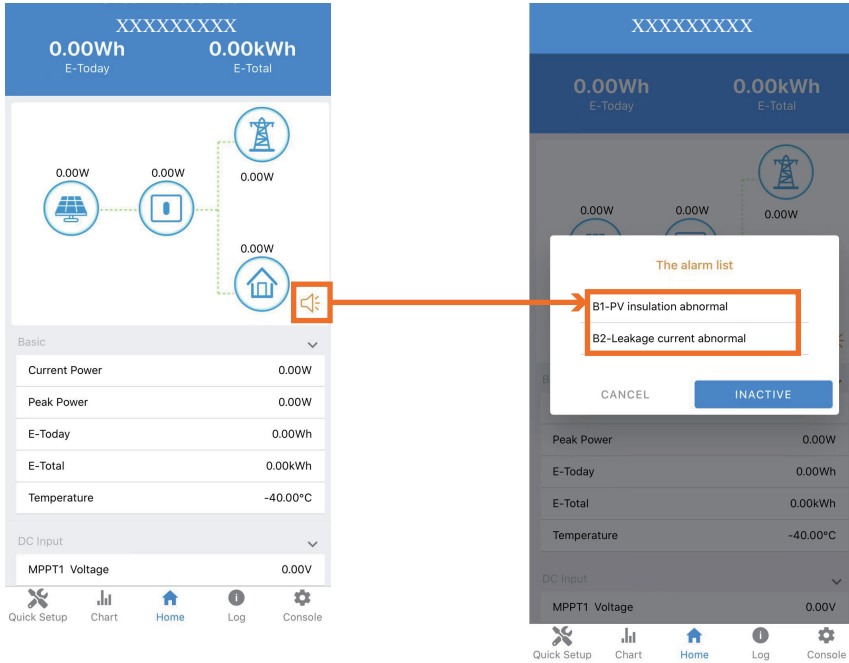 XXXXXXXXX
0.00Wh 0.00kWh
E-Today E-Total
0.00W 0.00W 0.00W
0.00W
Basic
Current Power 0.00W
Peak Power 0.00W
E-Today 0.00Wh
E-Total 0.00kWh
Temperature -40.00°C
DC Input
MPPT1 Voltage 0.00V
Quick Setup Chart Home Log Console
XXXXXXXXX
0.00Wh 0.00kWh
E-Today E-Total
0.00W 0.00W 0.00W
The alarm list
B1-PV insulation abnormal
B2-Leakage current abnormal
CANCEL INACTIVE
B
Peak Power 0.00W
E-Today 0.00Wh
E-Total 0.00kWh
Temperature -40.00°C
DC Input
MPPT1 Voltage 0.00V
Quick Setup Chart Home Log Console